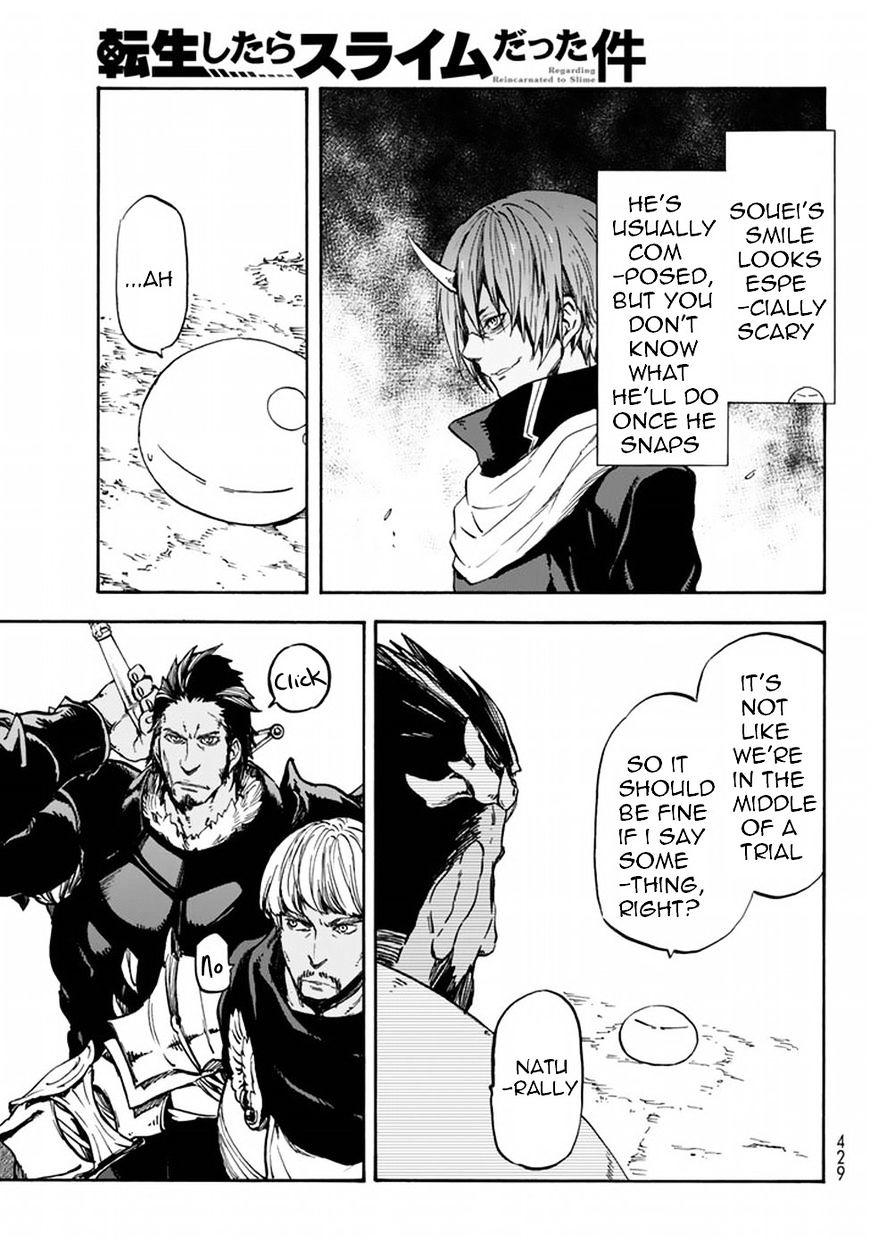 転生したらスライムだった件
Regarding
Reincarnated to Slime
SOUEI'S
SMILE
LOOKS
ESPE
-CIALLY
SCARY
HE'S
USUALLY
COM
-POSED,
BUT YOU
DON'T
KNOW
WHAT
HE'LL DO
ONCE HE
SNAPS
...AH
IT'S
NOT
LIKE
WE'RE
IN THE
MIDDLE
OF A
TRIAL
SO IT
SHOULD
BE FINE
IF I SAY
SOME
-THING,
RIGHT?
NATU
-RALLY
Click
No
429